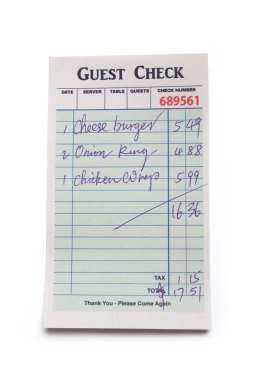 GUEST CHECK
DATE SERVER TABLE GUESTS CHECK NUMBER
689561
1 cheese burger 5 49
2 Onion Ring 4 88
1 chicken Wrap 5 99
16 36
TAX 1 15
TOTAL $ 17 51
Thank You - Please Come Again